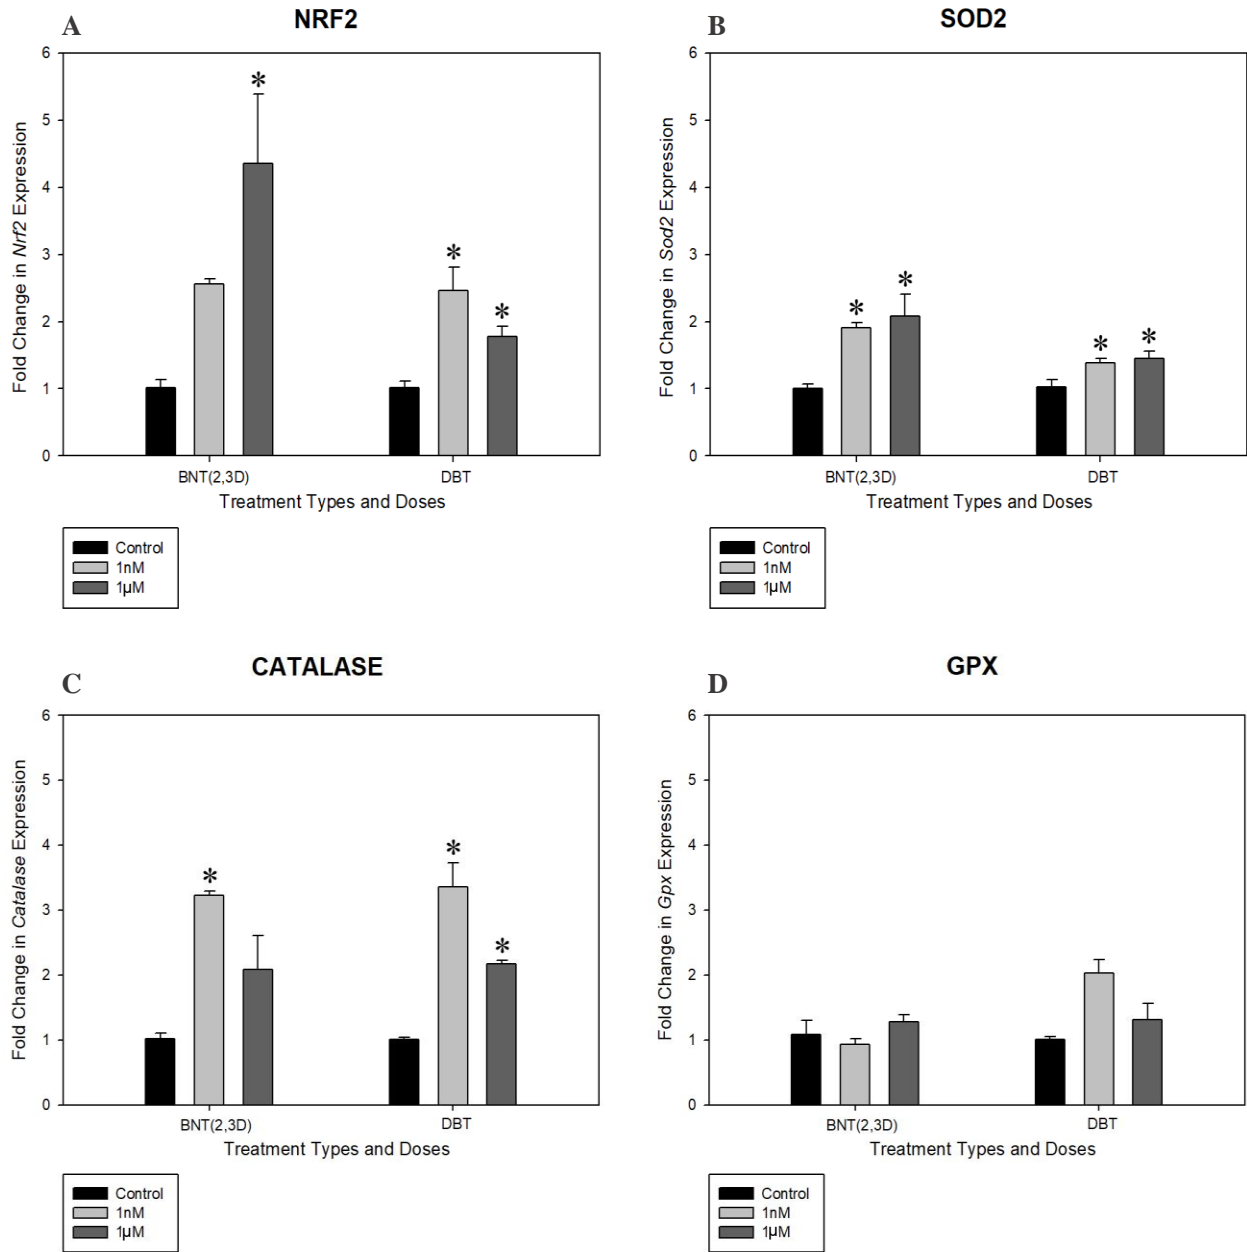 A
NRF2
6
5
4
3
2
1
0
Fold Change in Nrf2 Expression
*
*
*
BNT(2,3D)
DBT
Treatment Types and Doses
Control
1nM
1µM
B
SOD2
6
5
4
3
2
1
0
Fold Change in Sod2 Expression
*
*
*
*
BNT(2,3D)
DBT
Treatment Types and Doses
Control
1nM
1µM
C
CATALASE
6
5
4
3
2
1
0
Fold Change in Catalase Expression
*
*
*
BNT(2,3D)
DBT
Treatment Types and Doses
Control
1nM
1µM
D
GPX
6
5
4
3
2
1
0
Fold Change in Gpx Expression
BNT(2,3D)
DBT
Treatment Types and Doses
Control
1nM
1µM